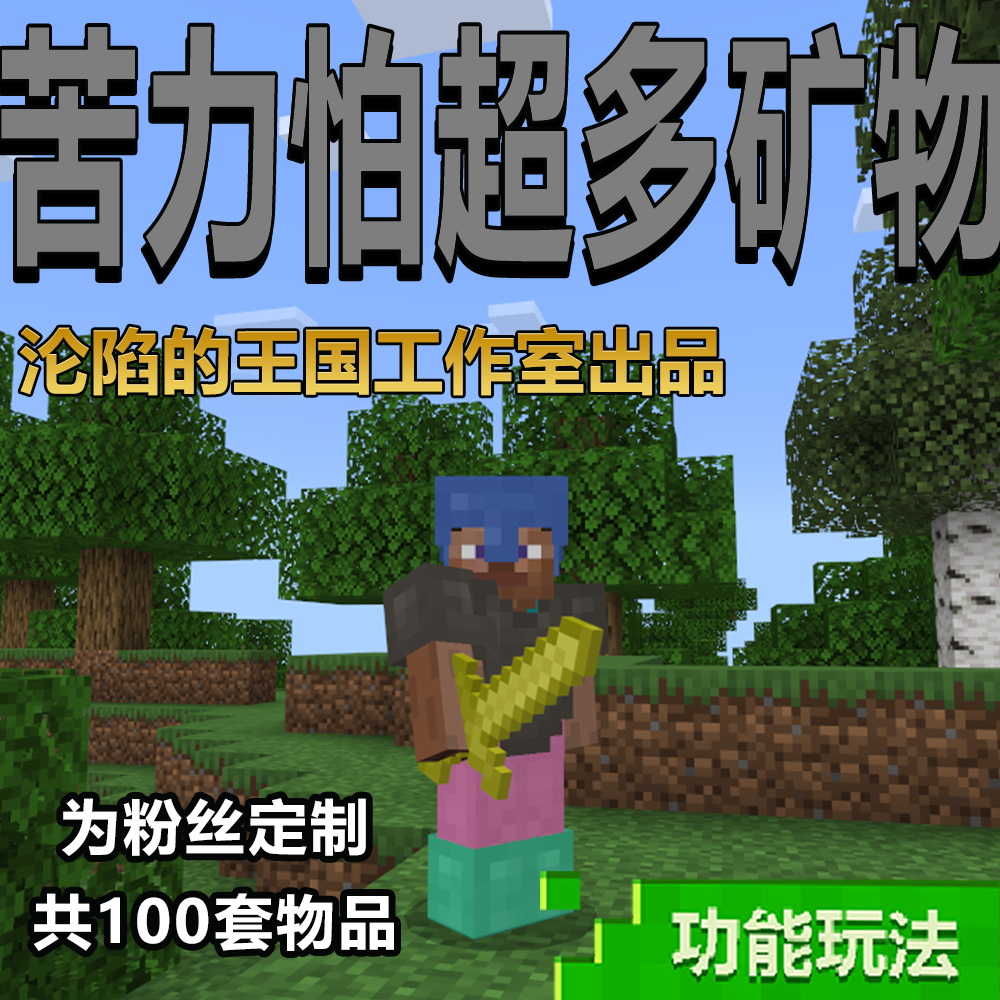 苦力怕超多矿物
沦陷的王国工作室出品
为粉丝定制
共100套物品
功能玩法